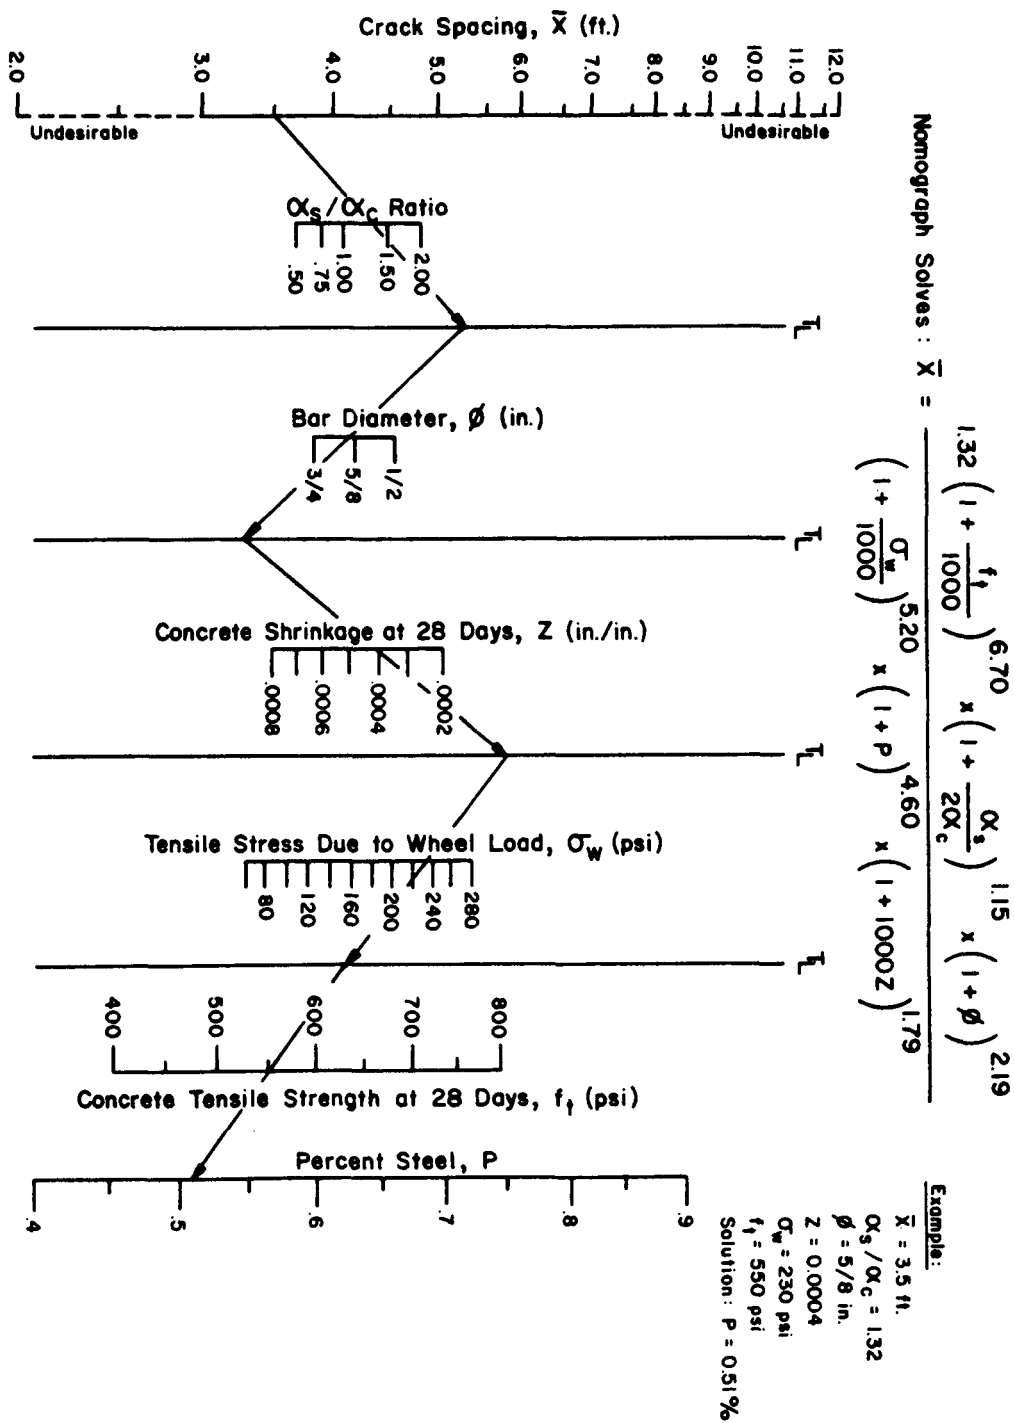 Nomograph Solves: X̄ = 1.32 (1 + f_t/1000)^6.70 x (1 + α_s/2α_c)^1.15 x (1 + ∅)^2.19
(1 + σ_w/1000)^5.20 x (1 + P)^4.60 x (1 + 1000Z)^1.79
Crack Spacing, X̄ (ft.)
2.0 3.0 4.0 5.0 6.0 7.0 8.0 9.0 10.0 11.0 12.0
Undesirable Undesirable
α_s/α_c Ratio
.50 .75 1.00 1.50 2.00
T_L
Bar Diameter, ∅ (in.)
3/4 5/8 1/2
T_L
Concrete Shrinkage at 28 Days, Z (in./in.)
.0008 .0006 .0004 .0002
T_L
Tensile Stress Due to Wheel Load, σ_w (psi)
80 120 160 200 240 280
T_L
400 500 600 700 800
Concrete Tensile Strength at 28 Days, f_t (psi)
Percent Steel, P
.4 .5 .6 .7 .8 .9
Example:
X̄ = 3.5 ft.
α_s/α_c = 1.32
∅ = 5/8 in.
Z = 0.0004
σ_w = 230 psi
f_t = 550 psi
Solution: P = 0.51%